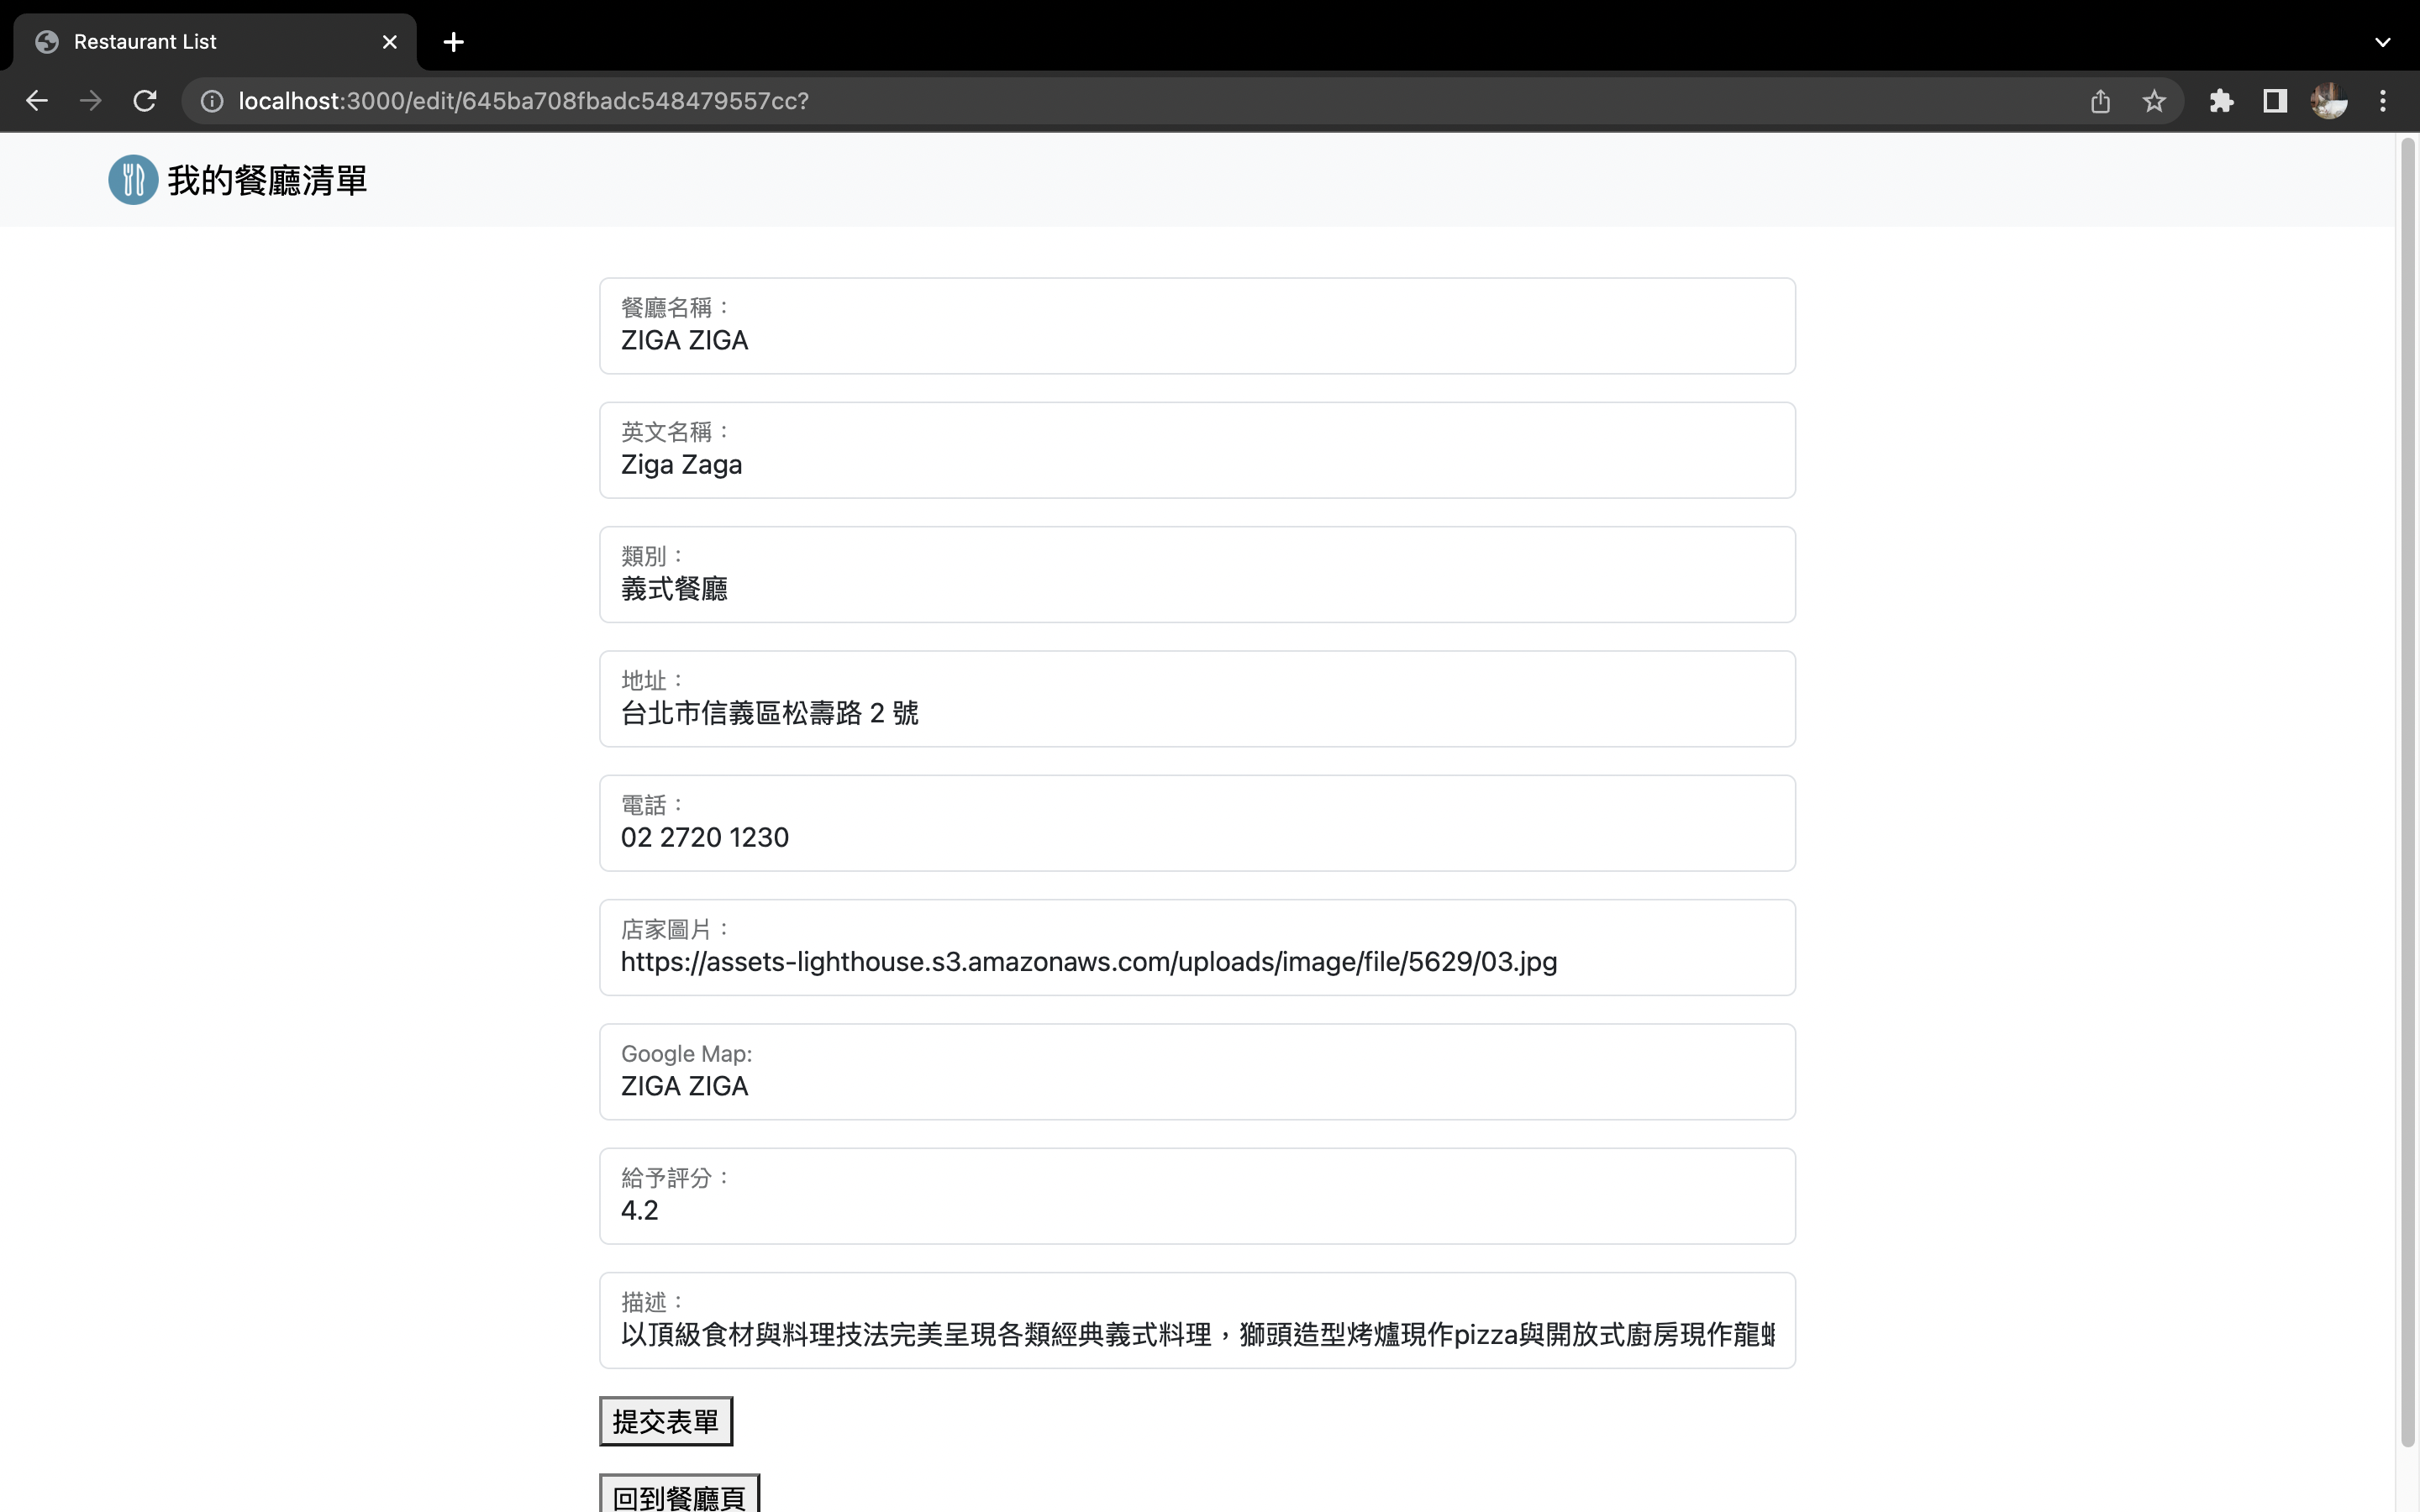 Restaurant List
localhost:3000/edit/645ba708fbadc548479557cc?
我的餐廳清單
餐廳名稱：
ZIGA ZIGA
英文名稱：
Ziga Zaga
類別：
義式餐廳
地址：
台北市信義區松壽路 2 號
電話：
02 2720 1230
店家圖片：
https://assets-lighthouse.s3.amazonaws.com/uploads/image/file/5629/03.jpg
Google Map:
ZIGA ZIGA
給予評分：
4.2
描述：
以頂級食材與料理技法完美呈現各類經典義式料理，獅頭造型烤爐現作pizza與開放式廚房現作龍
提交表單
回到餐廳頁